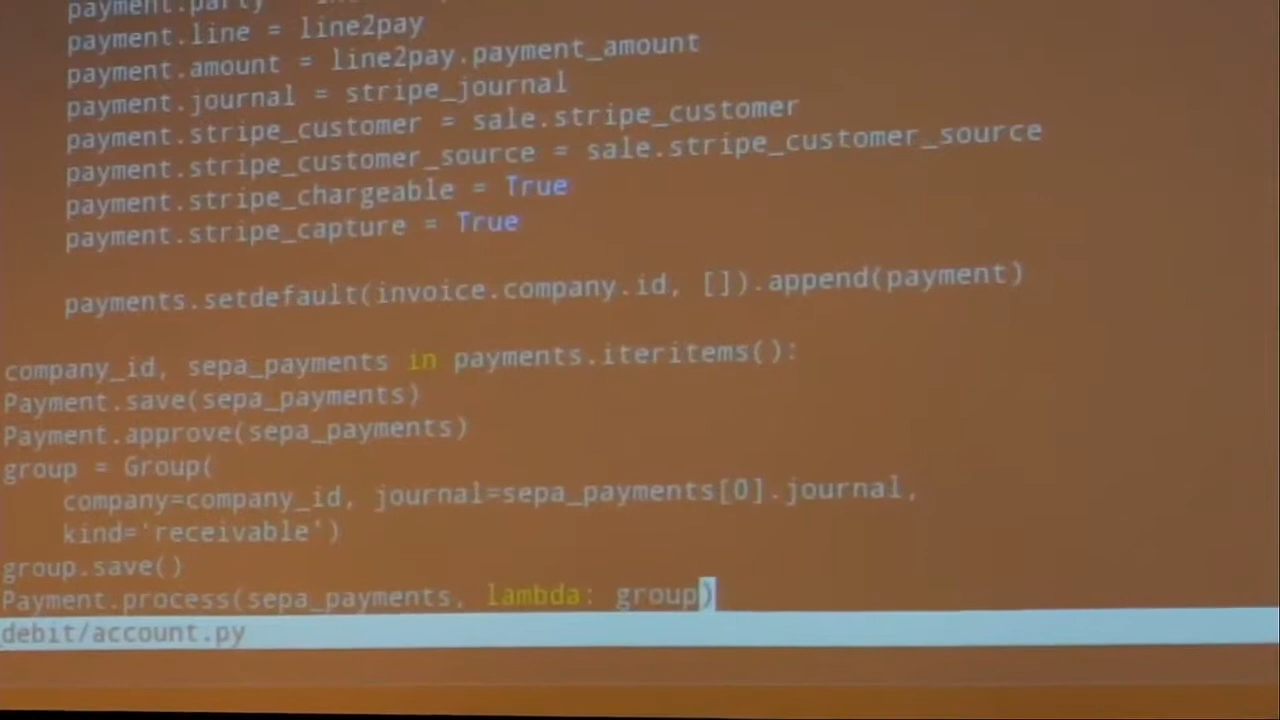 payment.party =
payment.line = line2pay
payment.amount = line2pay.payment_amount
payment.journal = stripe_journal
payment.stripe_customer = sale.stripe_customer
payment.stripe_customer_source = sale.stripe_customer_source
payment.stripe_chargeable = True
payment.stripe_capture = True
payments.setdefault(invoice.company.id, []).append(payment)
company_id, sepa_payments in payments.iteritems():
Payment.save(sepa_payments)
Payment.approve(sepa_payments)
group = Group(
company=company_id, journal=sepa_payments[0].journal,
kind='receivable')
group.save()
Payment.process(sepa_payments, lambda: group)
debit/account.py